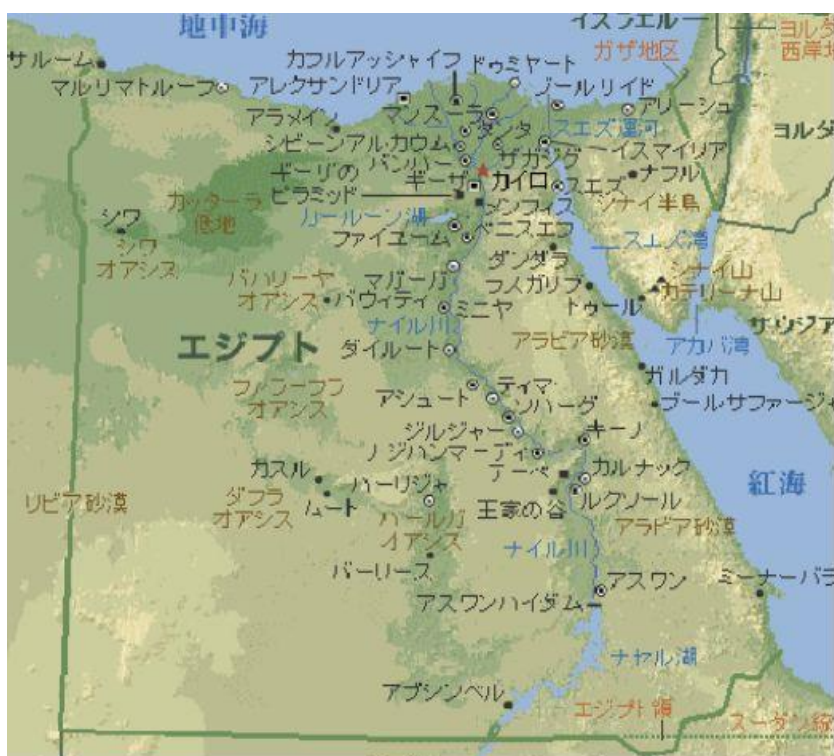 地中海
イスラエル
ヨルダ
西岸地
ガザ地区
サルーム
カフルアッシャイフ
ドゥミヤート
マルリマトルーフ
アレクサンドリア
ブールリイド
アリーシュ
アラメイン
マンスーラ
タンタ
スエズ運河
ヨルダ
シビーンアルカウム
イスマイリア
バンハー
ザガジグ
ナフル
ギーザの
ピラミッド
ギーザ
カイロ
スエズ
シナイ半島
カッターラ
低地
メンフィス
シワ
カールーン湖
ファイユーム
ベニスエフ
スエズ湾
シワ
オアシス
ダンダラ
マガーガ
シナイ山
カテリーナ山
バハリーヤ
オアシス
バウィティ
ラスガリブ
トゥール
ミニヤ
ナイル川
エジプト
アラビア砂漠
アカバ湾
サウジア
ダイルート
ガルダカ
ファラーフラ
オアシス
アシュート
ティマ
ソハーグ
ブールサファージャ
ジルジャー
キーノ
ノジハンマーディ
テーベ
カルナック
カスル
ハーリジャ
紅海
リビア砂漠
ダフラ
オアシス
ムート
王家の谷
ルクソール
ハールガ
オアシス
アラビア砂漠
ナイル川
バーリース
アスワン
ミーナーバラ
アスワンハイダム
ナセル湖
アブシンベル
エジプト領
スーダン統